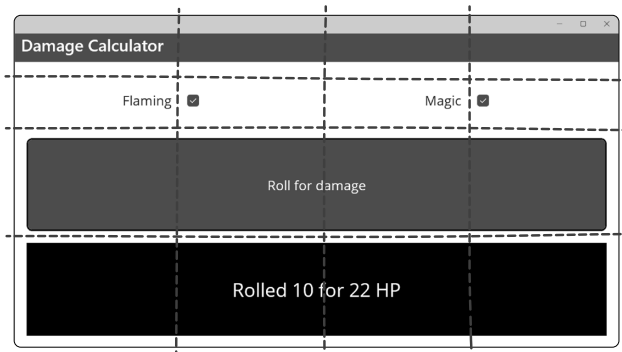 Damage Calculator
Flaming Magic
Roll for damage
Rolled 10 for 22 HP